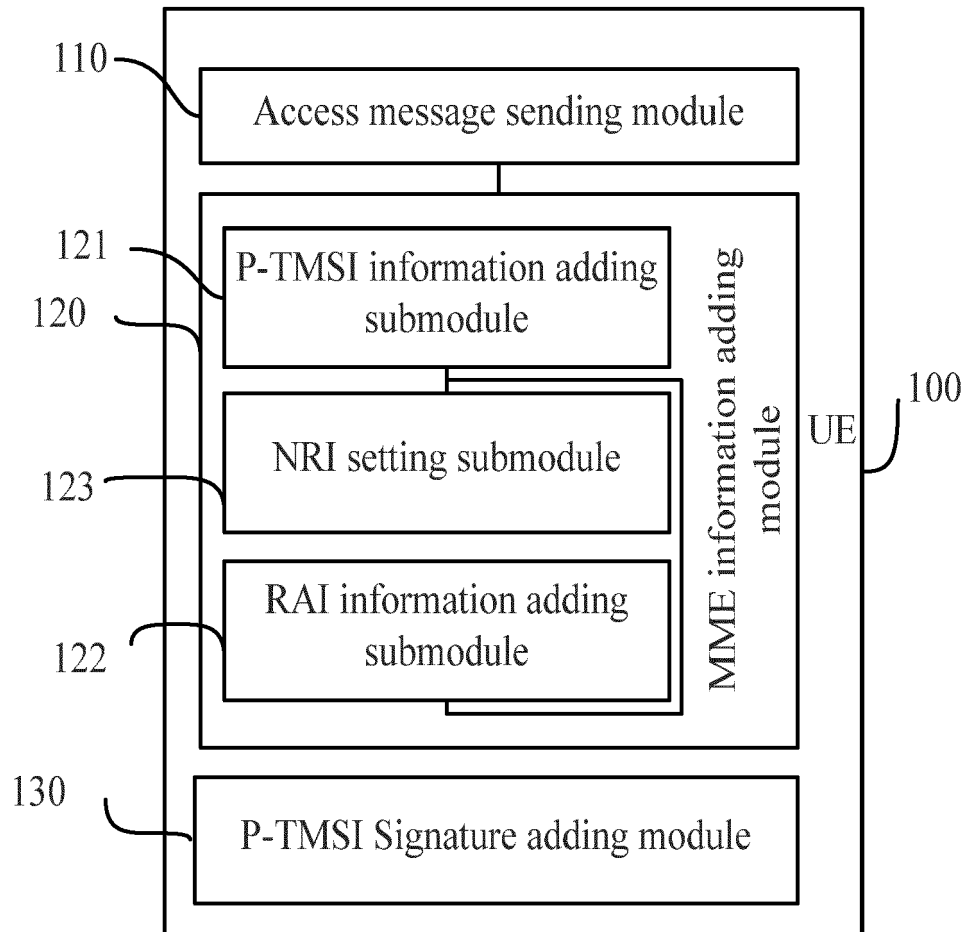 110
Access message sending module
121
P-TMSI information adding
submodule
120
NRI setting submodule
123
RAI information adding
submodule
122
MME information adding
module
UE
100
130
P-TMSI Signature adding module